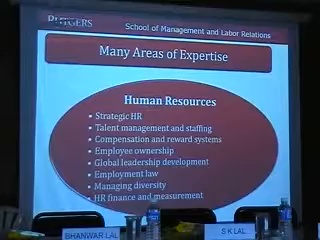 RUTGERS
School of Management and Labor Relations
Many Areas of Expertise
Human Resources
• Strategic HR
• Talent management and staffing
• Compensation and reward systems
• Employee ownership
• Global leadership development
• Employment law
• Managing diversity
• HR finance and measurement
BHANWAR LAL
S K LAL